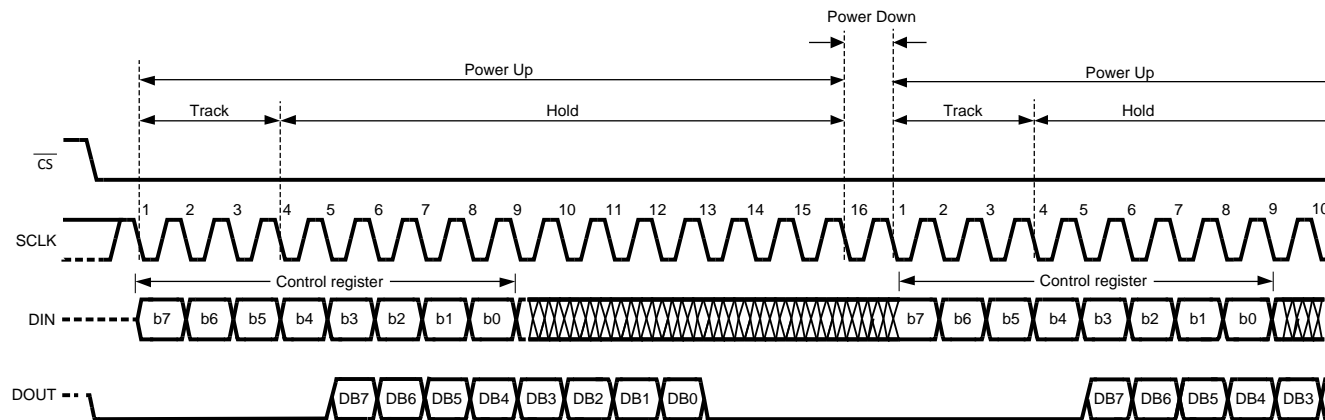 Power Down
Power Up
Power Up
Track
Hold
Track
Hold
CS
1 2 3 4 5 6 7 8 9 10 11 12 13 14 15 16 1 2 3 4 5 6 7 8 9 10
SCLK
Control register
Control register
DIN
b7 b6 b5 b4 b3 b2 b1 b0
b7 b6 b5 b4 b3 b2 b1 b0
DOUT
DB7 DB6 DB5 DB4 DB3 DB2 DB1 DB0
DB7 DB6 DB5 DB4 DB3